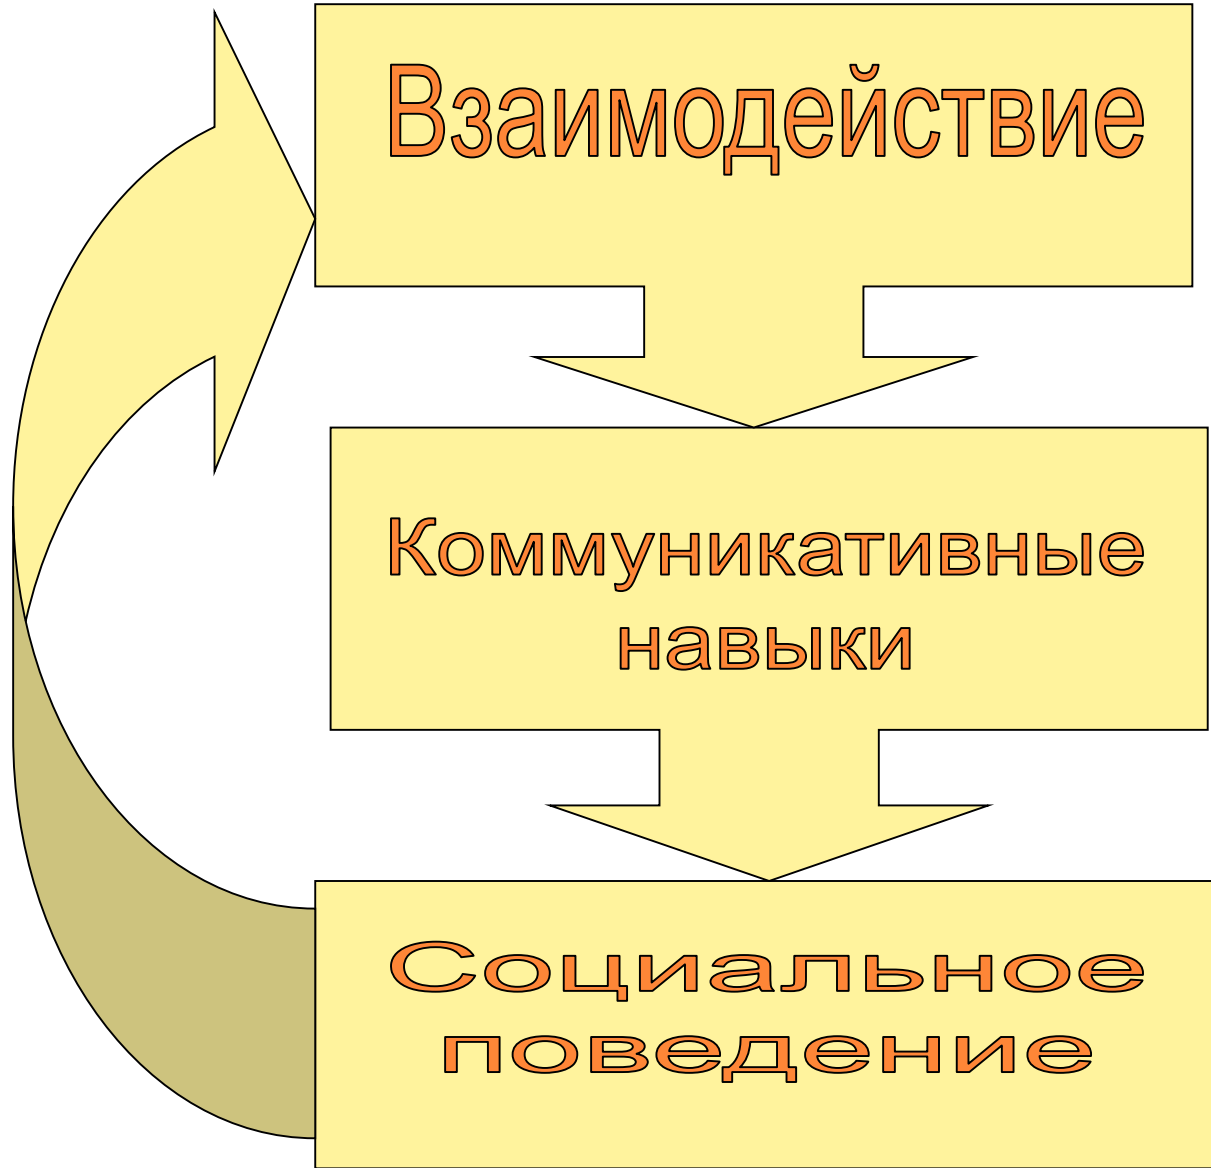 Взаимодействие
Коммуникативные
навыки
Социальное
поведение